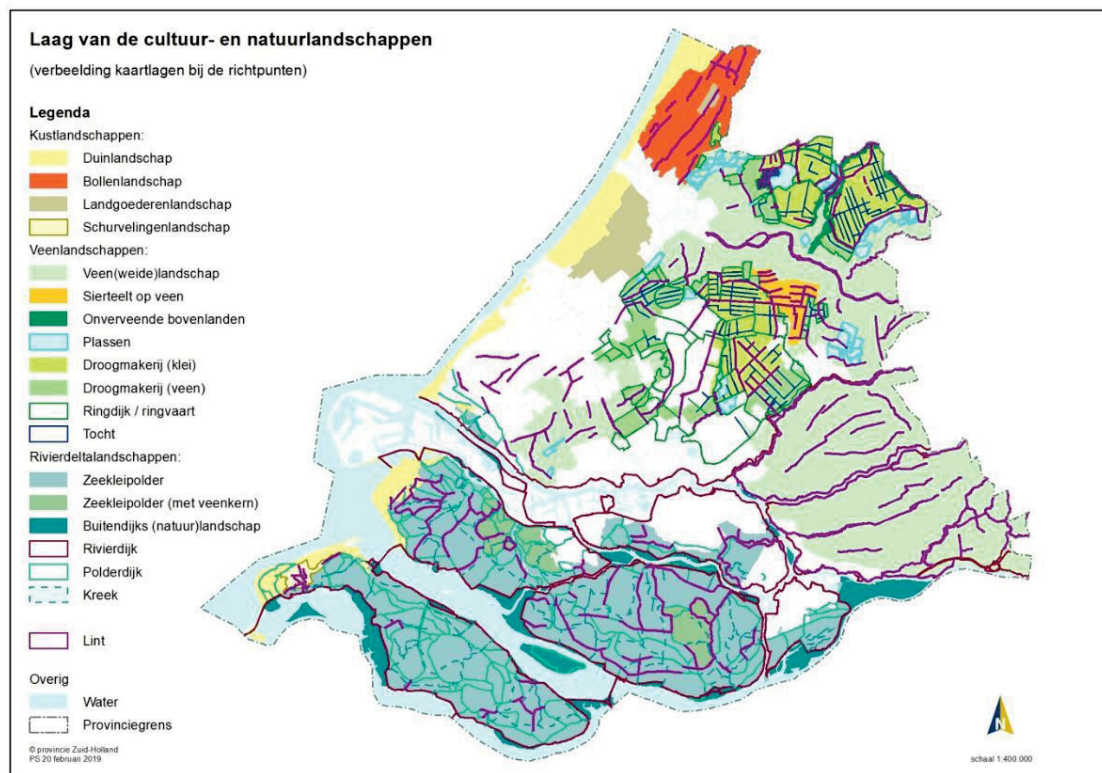 Laag van de cultuur- en natuurlandschappen
(verbeelding kaartlagen bij de richtpunten)
Legenda
Kustlandschappen:
Duinlandschap
Bollenlandschap
Landgoederenlandschap
Schurvelingenlandschap
Veenlandschappen:
Veen(weide)landschap
Sierteelt op veen
Onverveende bovenlanden
Plassen
Droogmakerij (klei)
Droogmakerij (veen)
Ringdijk / ringvaart
Tocht
Rivierdeltalandschappen:
Zeekleipolder
Zeekleipolder (met veenkern)
Buitendijks (natuur)landschap
Rivierdijk
Polderdijk
Kreek
Lint
Overig
Water
Provinciegrens
© provincie Zuid-Holland
PS 20 februari 2019
N
schaal 1:400.000